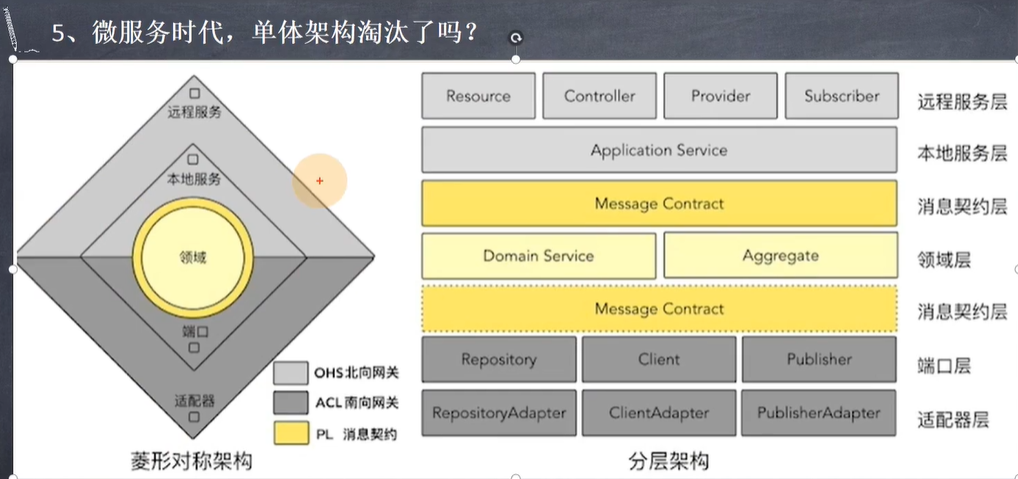 5、微服务时代，单体架构淘汰了吗？
远程服务
本地服务
领域
端口
适配器
OHS北向网关
ACL南向网关
PL 消息契约
菱形对称架构
Resource Controller Provider Subscriber 远程服务层
Application Service 本地服务层
Message Contract 消息契约层
Domain Service Aggregate 领域层
Message Contract 消息契约层
Repository Client Publisher 端口层
RepositoryAdapter ClientAdapter PublisherAdapter 适配器层
分层架构